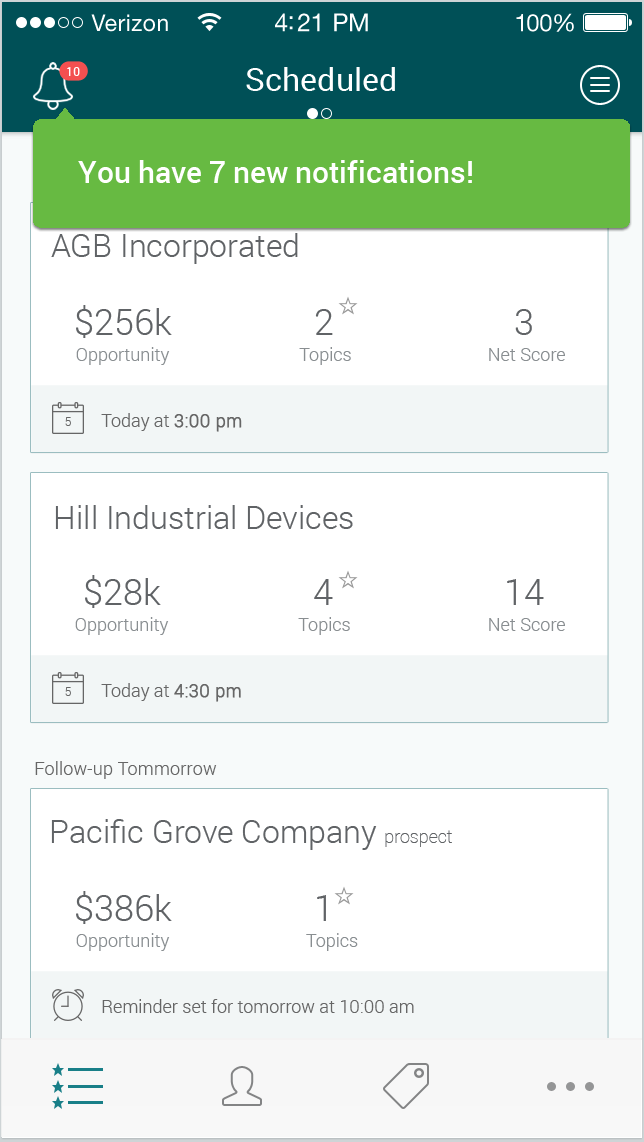 Verizon 4:21 PM 100%
10
Scheduled
You have 7 new notifications!
AGB Incorporated
$256k 2 3
Opportunity Topics Net Score
5 Today at 3:00 pm
Hill Industrial Devices
$28k 4 14
Opportunity Topics Net Score
5 Today at 4:30 pm
Follow-up Tommorrow
Pacific Grove Company prospect
$386k 1
Opportunity Topics
Reminder set for tomorrow at 10:00 am